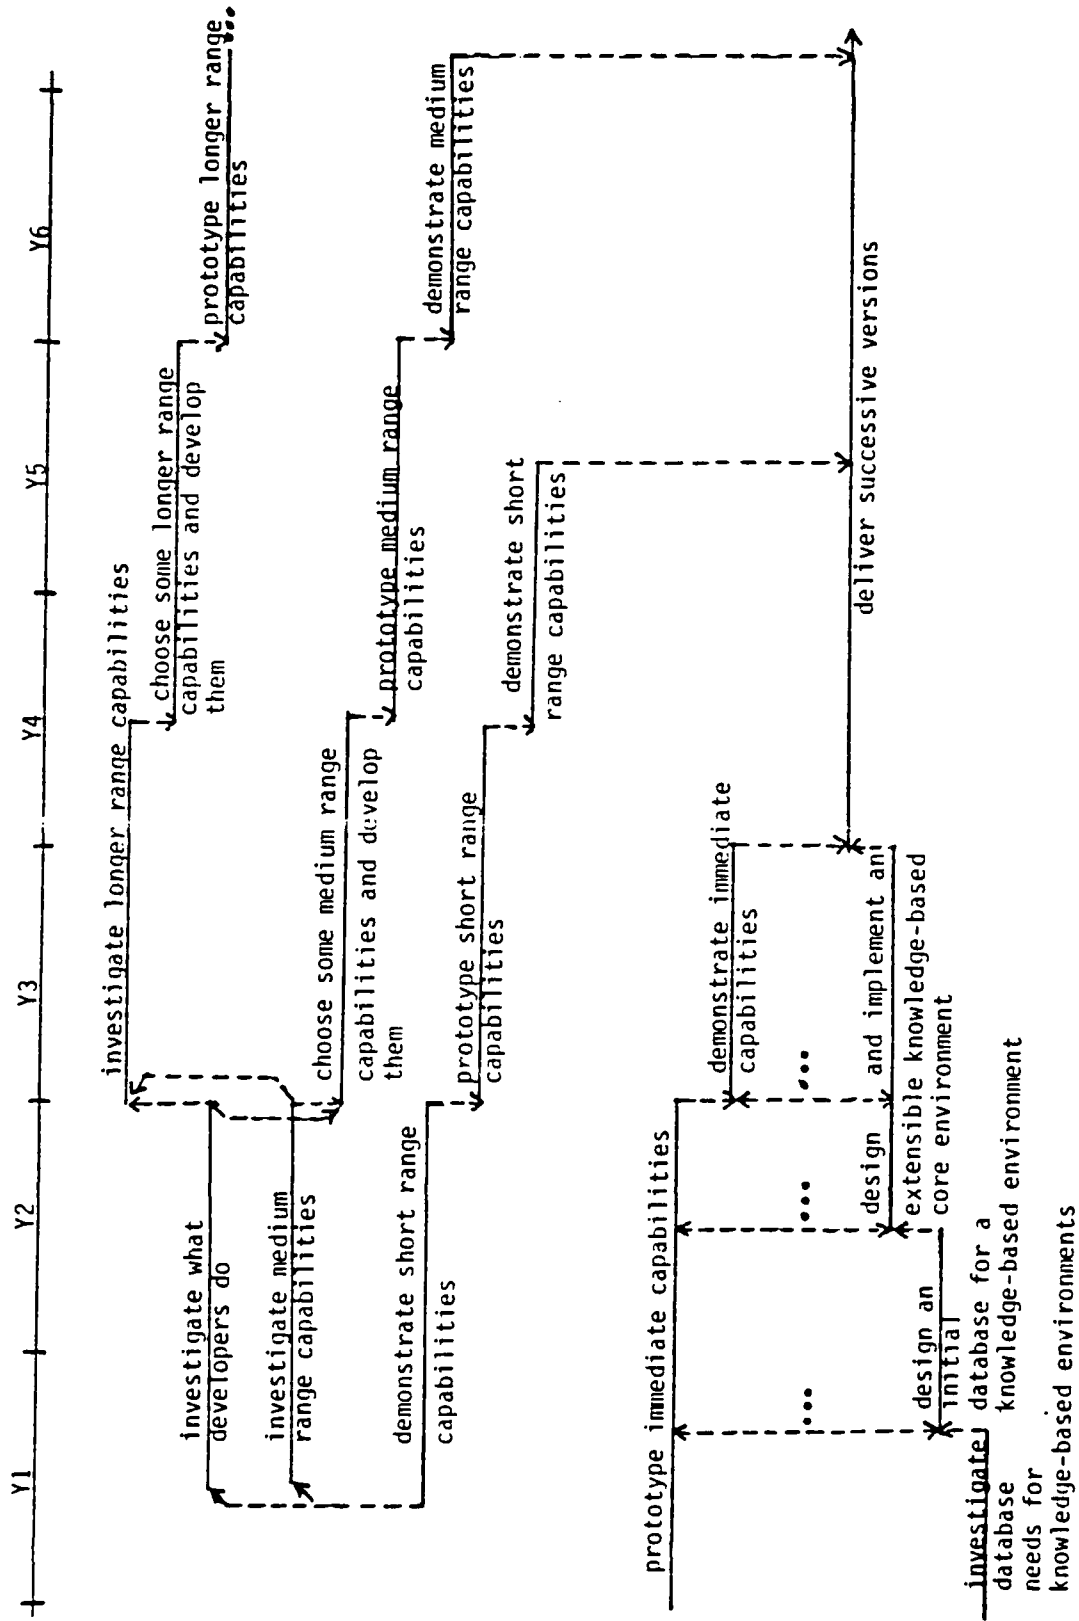 Y1
Y2
Y3
Y4
Y5
Y6
investigate longer range capabilities
choose some longer range
capabilities and develop
them
prototype longer range...
capabilities
investigate what
developers do
investigate medium
range capabilities
choose some medium range
capabilities and develop
them
prototype medium range
capabilities
demonstrate medium
range capabilities
demonstrate short range
capabilities
prototype short range
capabilities
demonstrate short
range capabilities
prototype immediate capabilities
demonstrate immediate
capabilities
...
...
...
deliver successive versions
design and implement an
extensible knowledge-based
core environment
design an
initial
database for a
knowledge-based environment
investigate
database
needs for
knowledge-based environments